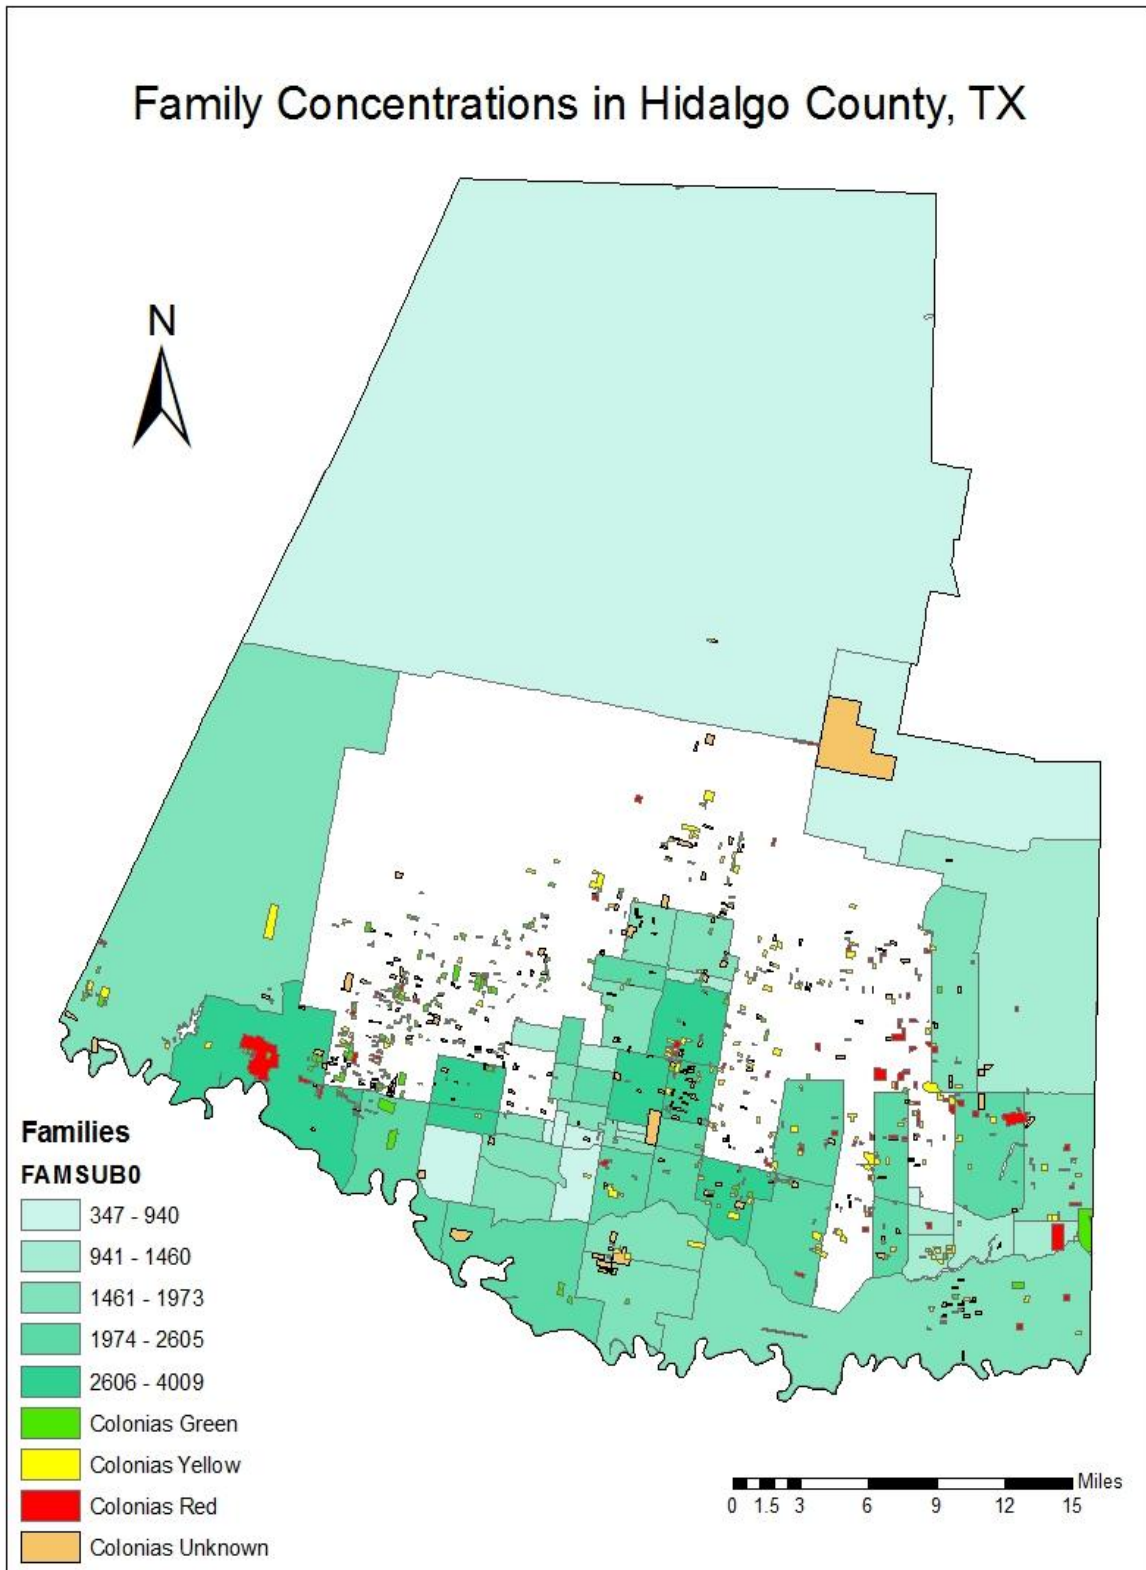 Family Concentrations in Hidalgo County, TX
N
Families
FAMSUB0
347 - 940
941 - 1460
1461 - 1973
1974 - 2605
2606 - 4009
Colonias Green
Colonias Yellow
Colonias Red
Colonias Unknown
Miles
0 1.5 3 6 9 12 15